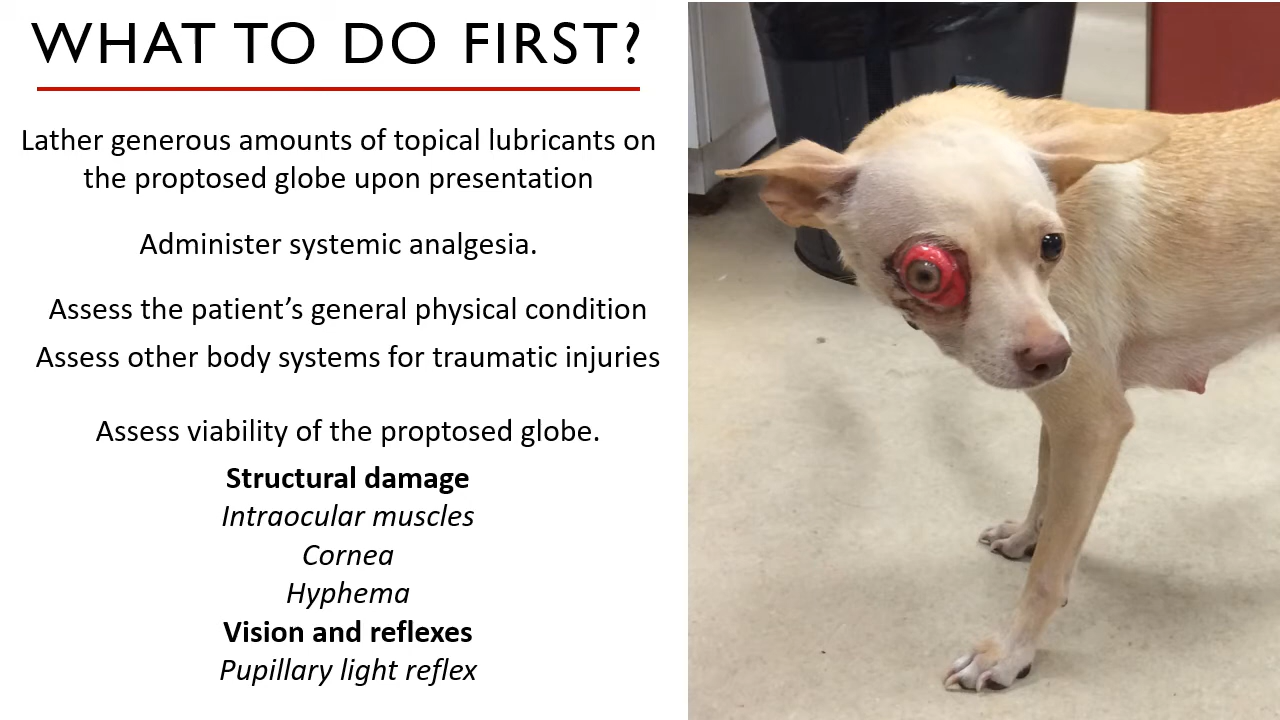 WHAT TO DO FIRST?
Lather generous amounts of topical lubricants on
the proptosed globe upon presentation
Administer systemic analgesia.
Assess the patient’s general physical condition
Assess other body systems for traumatic injuries
Assess viability of the proptosed globe.
Structural damage
Intraocular muscles
Cornea
Hyphema
Vision and reflexes
Pupillary light reflex